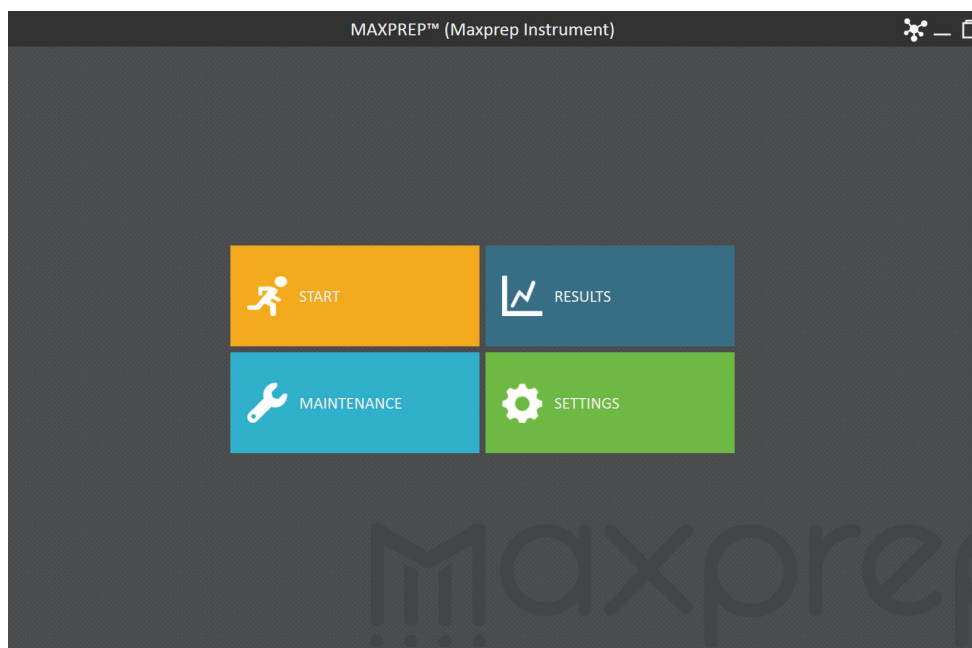 MAXPREP™ (Maxprep Instrument)
START
RESULTS
MAINTENANCE
SETTINGS
maxprep